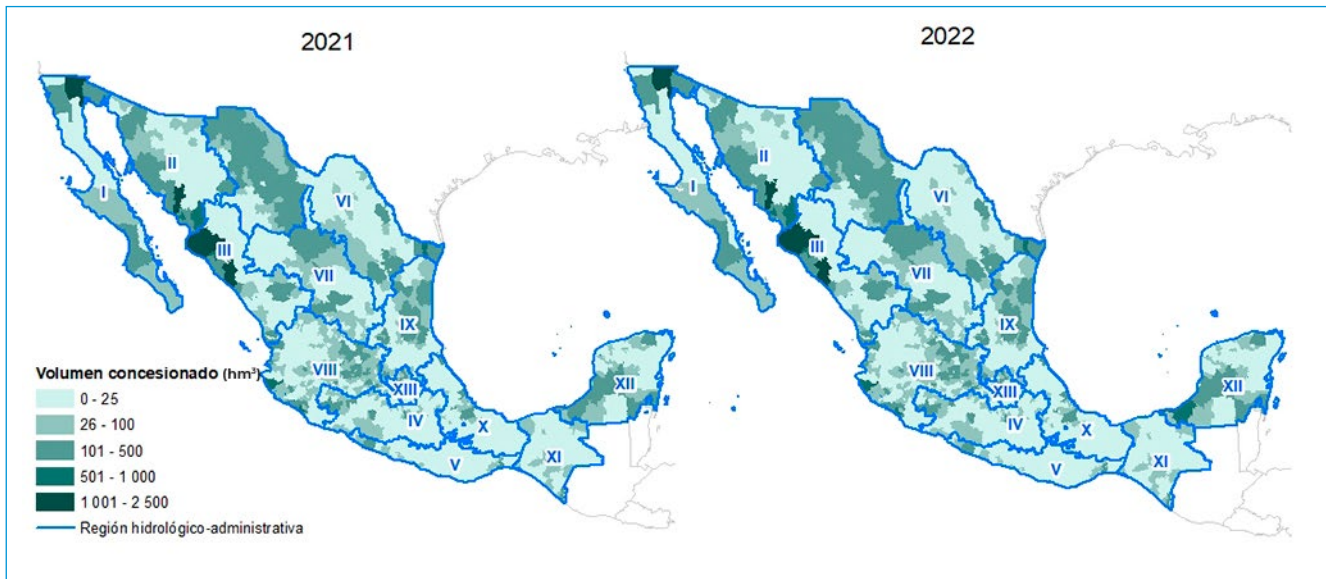 2021
2022
I
II
III
VI
VII
IX
VIII
XIII
IV
X
V
XI
XII
I
II
III
VI
VII
IX
VIII
XIII
IV
X
V
XI
XII
Volumen concesionado (hm³)
0 - 25
26 - 100
101 - 500
501 - 1 000
1 001 - 2 500
Región hidrológico-administrativa